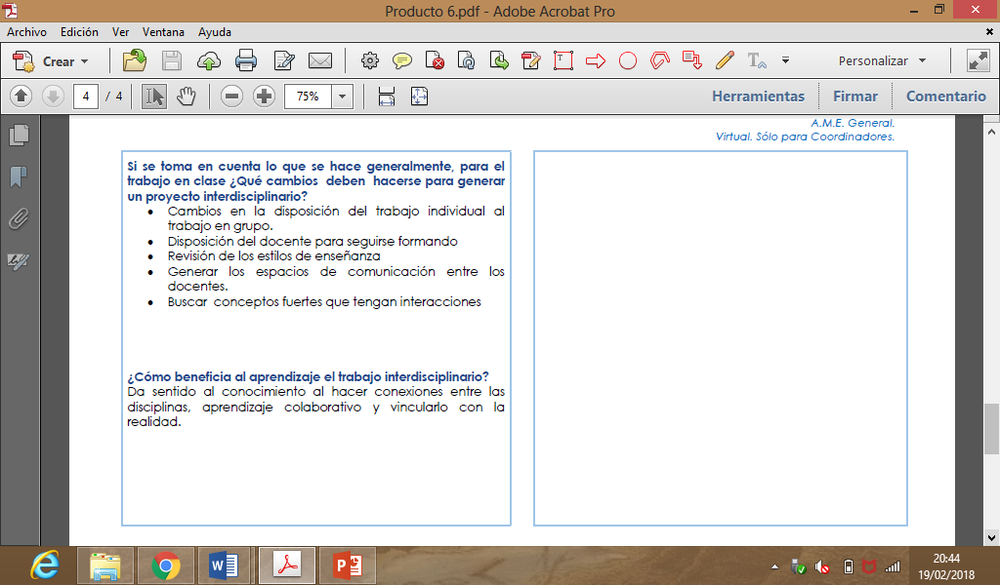 Producto 6.pdf - Adobe Acrobat Pro
Archivo Edición Ver Ventana Ayuda
Crear
Personalizar
4 / 4
75%
Herramientas Firmar Comentario
A.M.E. General.
Virtual. Sólo para Coordinadores.
Si se toma en cuenta lo que se hace generalmente, para el
trabajo en clase ¿Qué cambios deben hacerse para generar
un proyecto interdisciplinario?
• Cambios en la disposición del trabajo individual al
trabajo en grupo.
• Disposición del docente para seguirse formando
• Revisión de los estilos de enseñanza
• Generar los espacios de comunicación entre los
docentes.
• Buscar conceptos fuertes que tengan interacciones
¿Cómo beneficia al aprendizaje el trabajo interdisciplinario?
Da sentido al conocimiento al hacer conexiones entre las
disciplinas, aprendizaje colaborativo y vincularlo con la
realidad.
20:44
19/02/2018